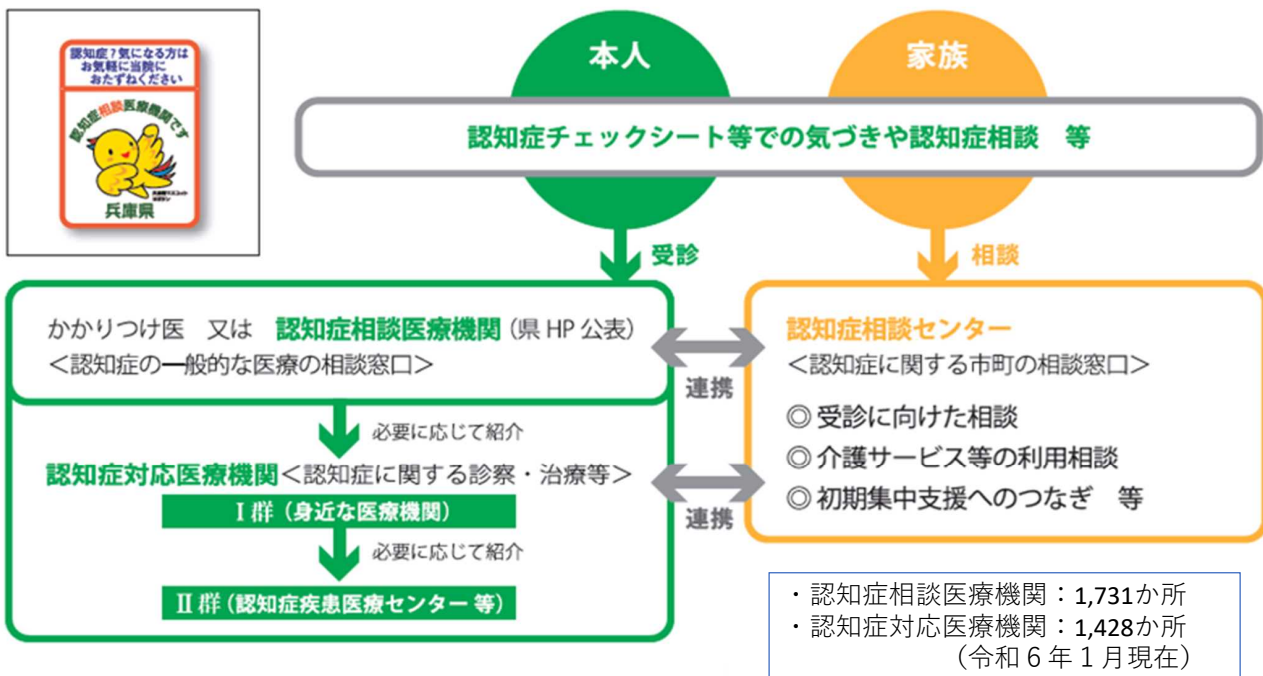 認知症?気になる方は
お気軽に当院に
おたずねください
認知症相談医療機関です
兵庫県マスコット
はばタン
兵庫県
本人
家族
認知症チェックシート等での気づきや認知症相談　等
受診
相談
かかりつけ医　又は　認知症相談医療機関（県 HP 公表）
＜認知症の一般的な医療の相談窓口＞
必要に応じて紹介
認知症対応医療機関＜認知症に関する診察・治療等＞
Ⅰ群（身近な医療機関）
必要に応じて紹介
Ⅱ群（認知症疾患医療センター 等）
連携
連携
認知症相談センター
＜認知症に関する市町の相談窓口＞
◎ 受診に向けた相談
◎ 介護サービス等の利用相談
◎ 初期集中支援へのつなぎ　等
・認知症相談医療機関：1,731か所
・認知症対応医療機関：1,428か所
（令和６年１月現在）